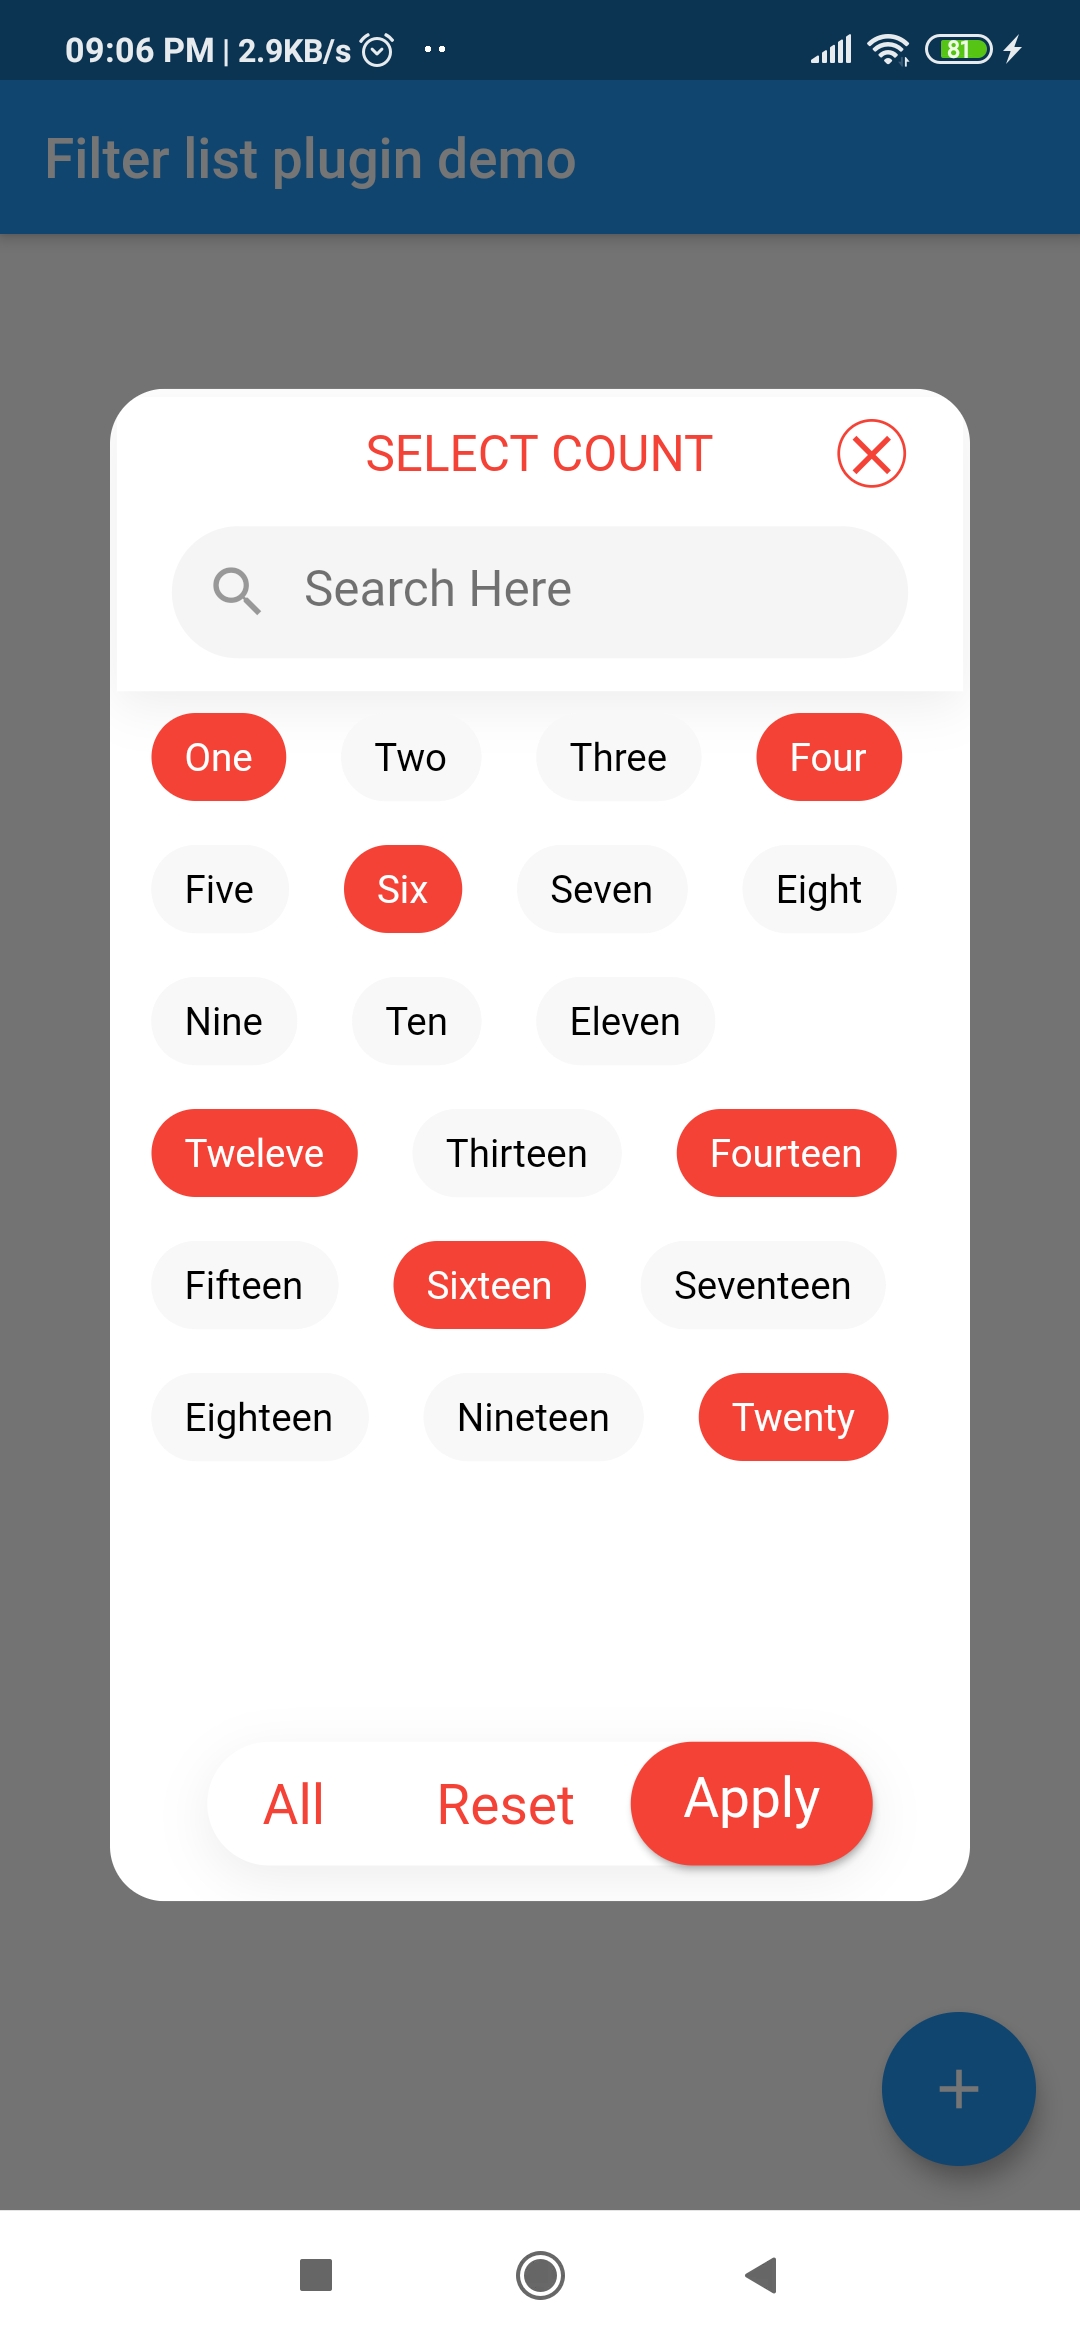 09:06 PM | 2.9KB/s 81
Filter list plugin demo
SELECT COUNT
Search Here
One Two Three Four
Five Six Seven Eight
Nine Ten Eleven
Tweleve Thirteen Fourteen
Fifteen Sixteen Seventeen
Eighteen Nineteen Twenty
All Reset Apply